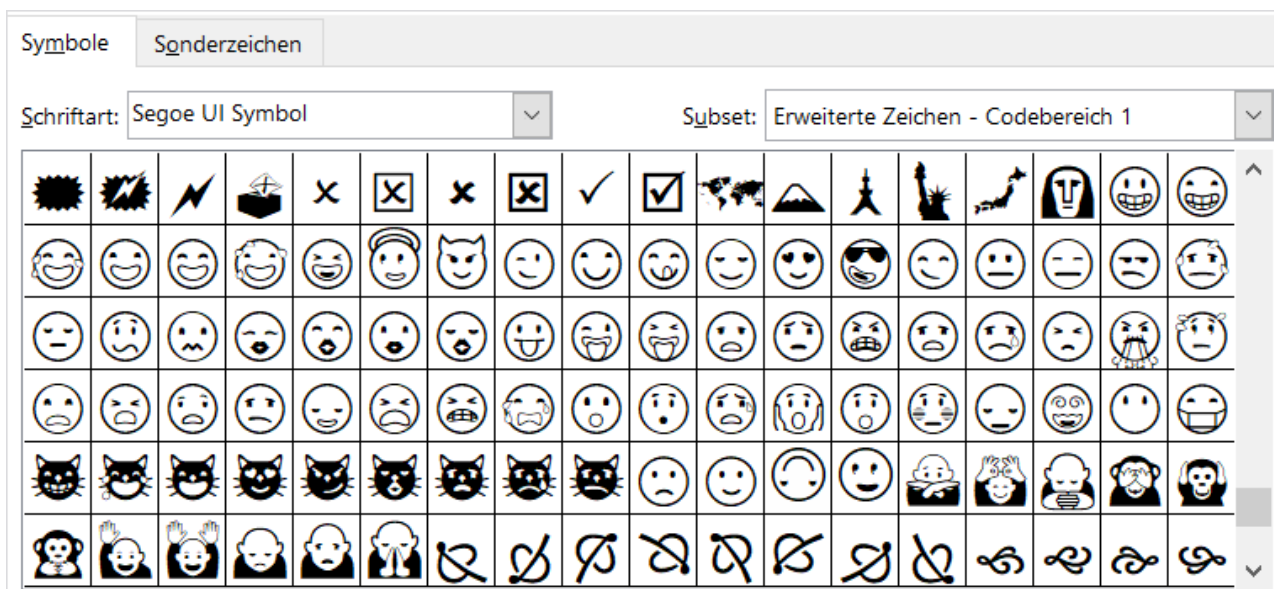 Symbole Sonderzeichen
Schriftart: Segoe UI Symbol Subset: Erweiterte Zeichen - Codebereich 1